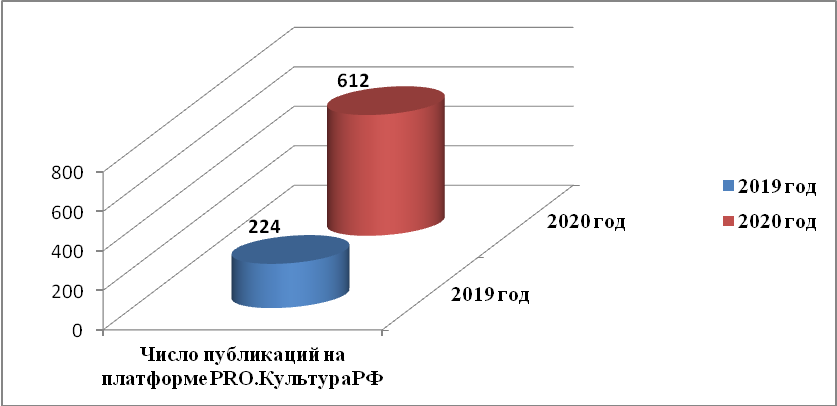 612
800
600
400
200
0
224
2020 год
2019 год
Число публикаций на
платформе PRO.Культура РФ
2019 год
2020 год